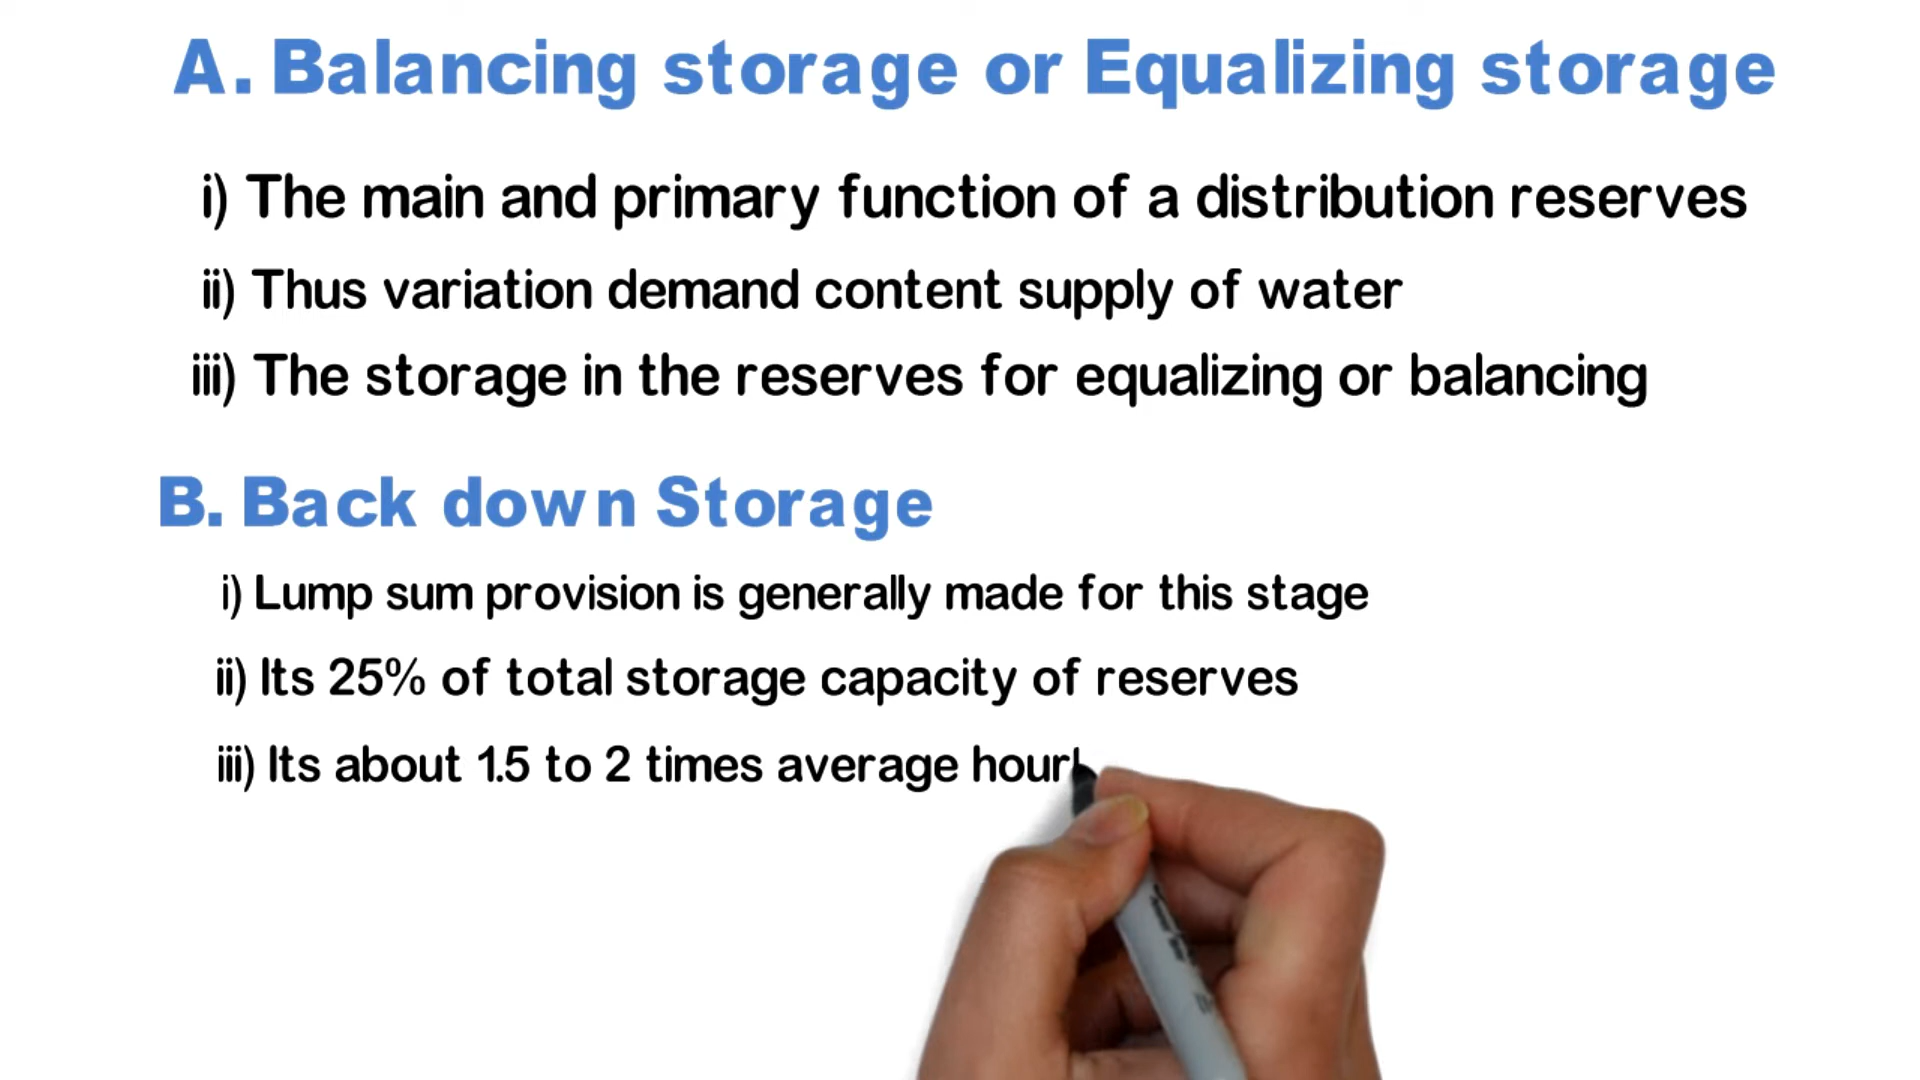 A. Balancing storage or Equalizing storage
i) The main and primary function of a distribution reserves
ii) Thus variation demand content supply of water
iii) The storage in the reserves for equalizing or balancing
B. Back down Storage
i) Lump sum provision is generally made for this stage
ii) Its 25% of total storage capacity of reserves
iii) Its about 1.5 to 2 times average hourl